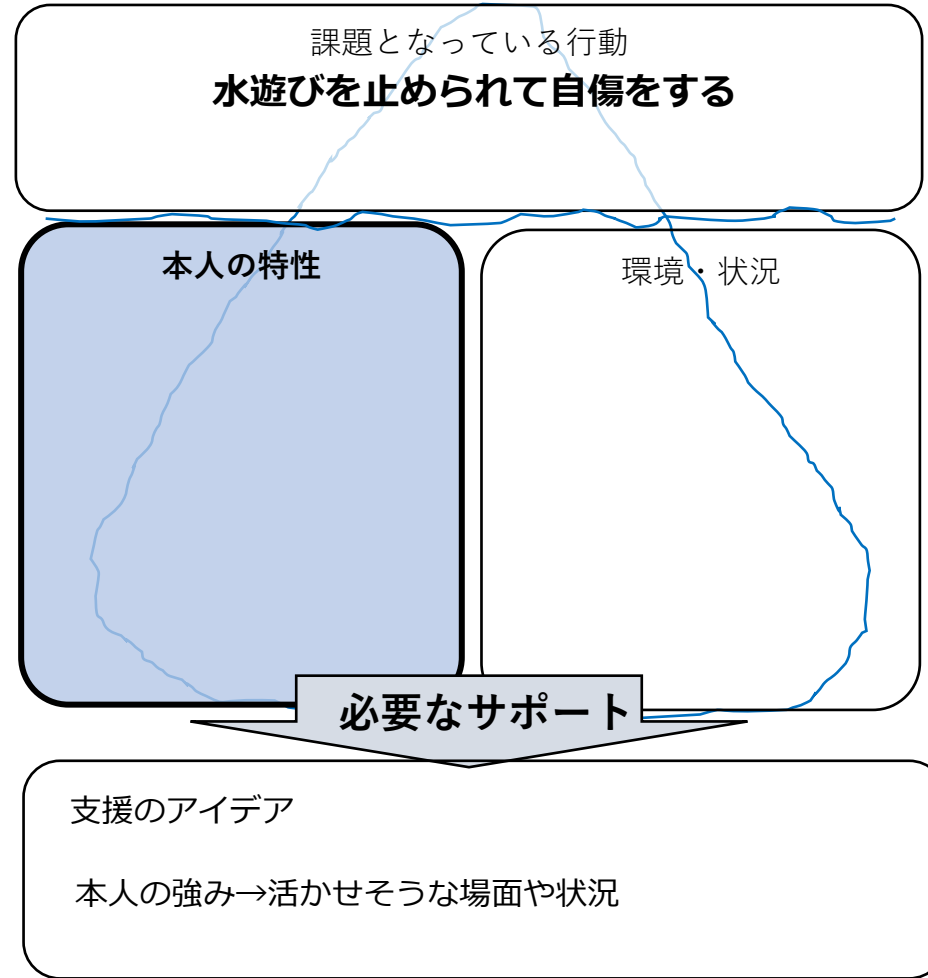 課題となっている行動
水遊びを止められて自傷をする
本人の特性
環境・状況
必要なサポート
支援のアイデア
本人の強み→活かせそうな場面や状況